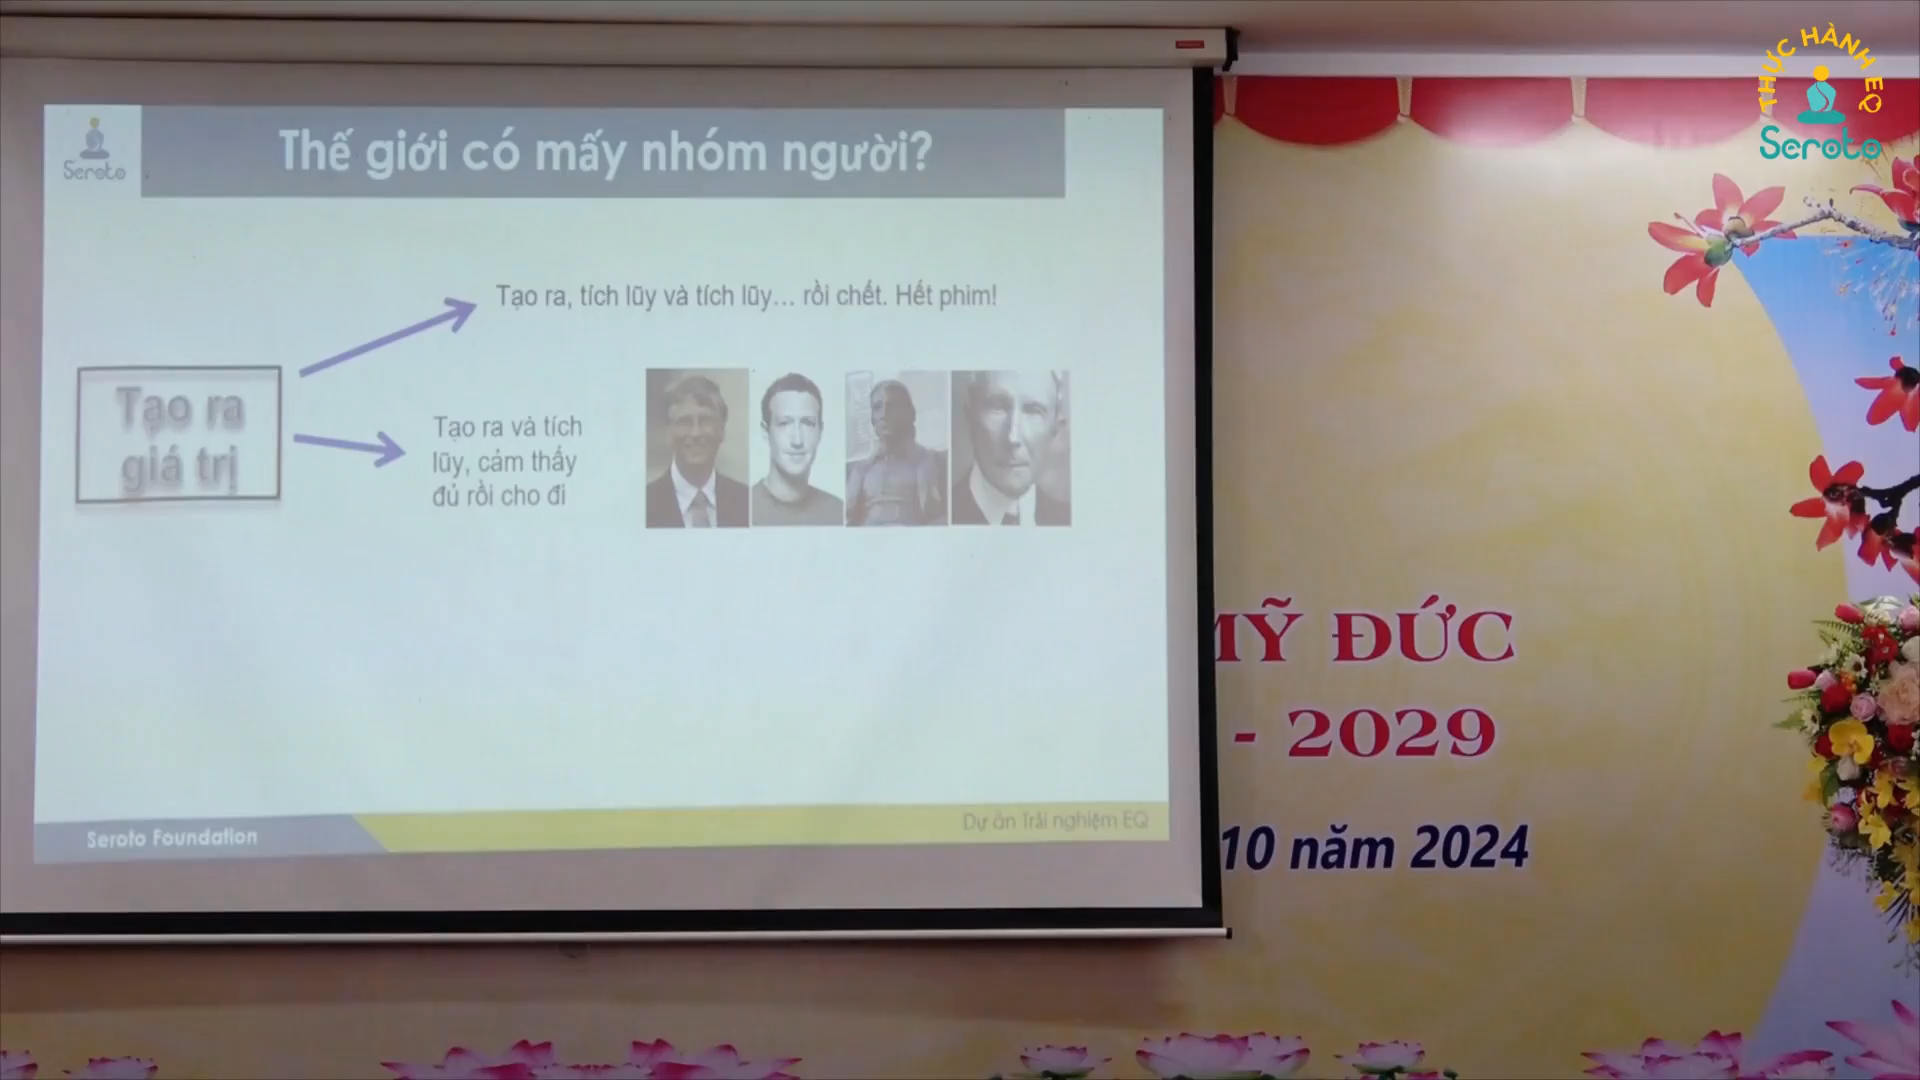 THỰC HÀNH EQ
Seroto
Seroto
Thế giới có mấy nhóm người?
Tạo ra, tích lũy và tích lũy... rồi chết. Hết phim!
Tạo ra
giá trị
Tạo ra và tích
lũy, cảm thấy
đủ rồi cho đi
Seroto Foundation
Dự án Trải nghiệm EQ
MỸ ĐỨC
- 2029
10 năm 2024